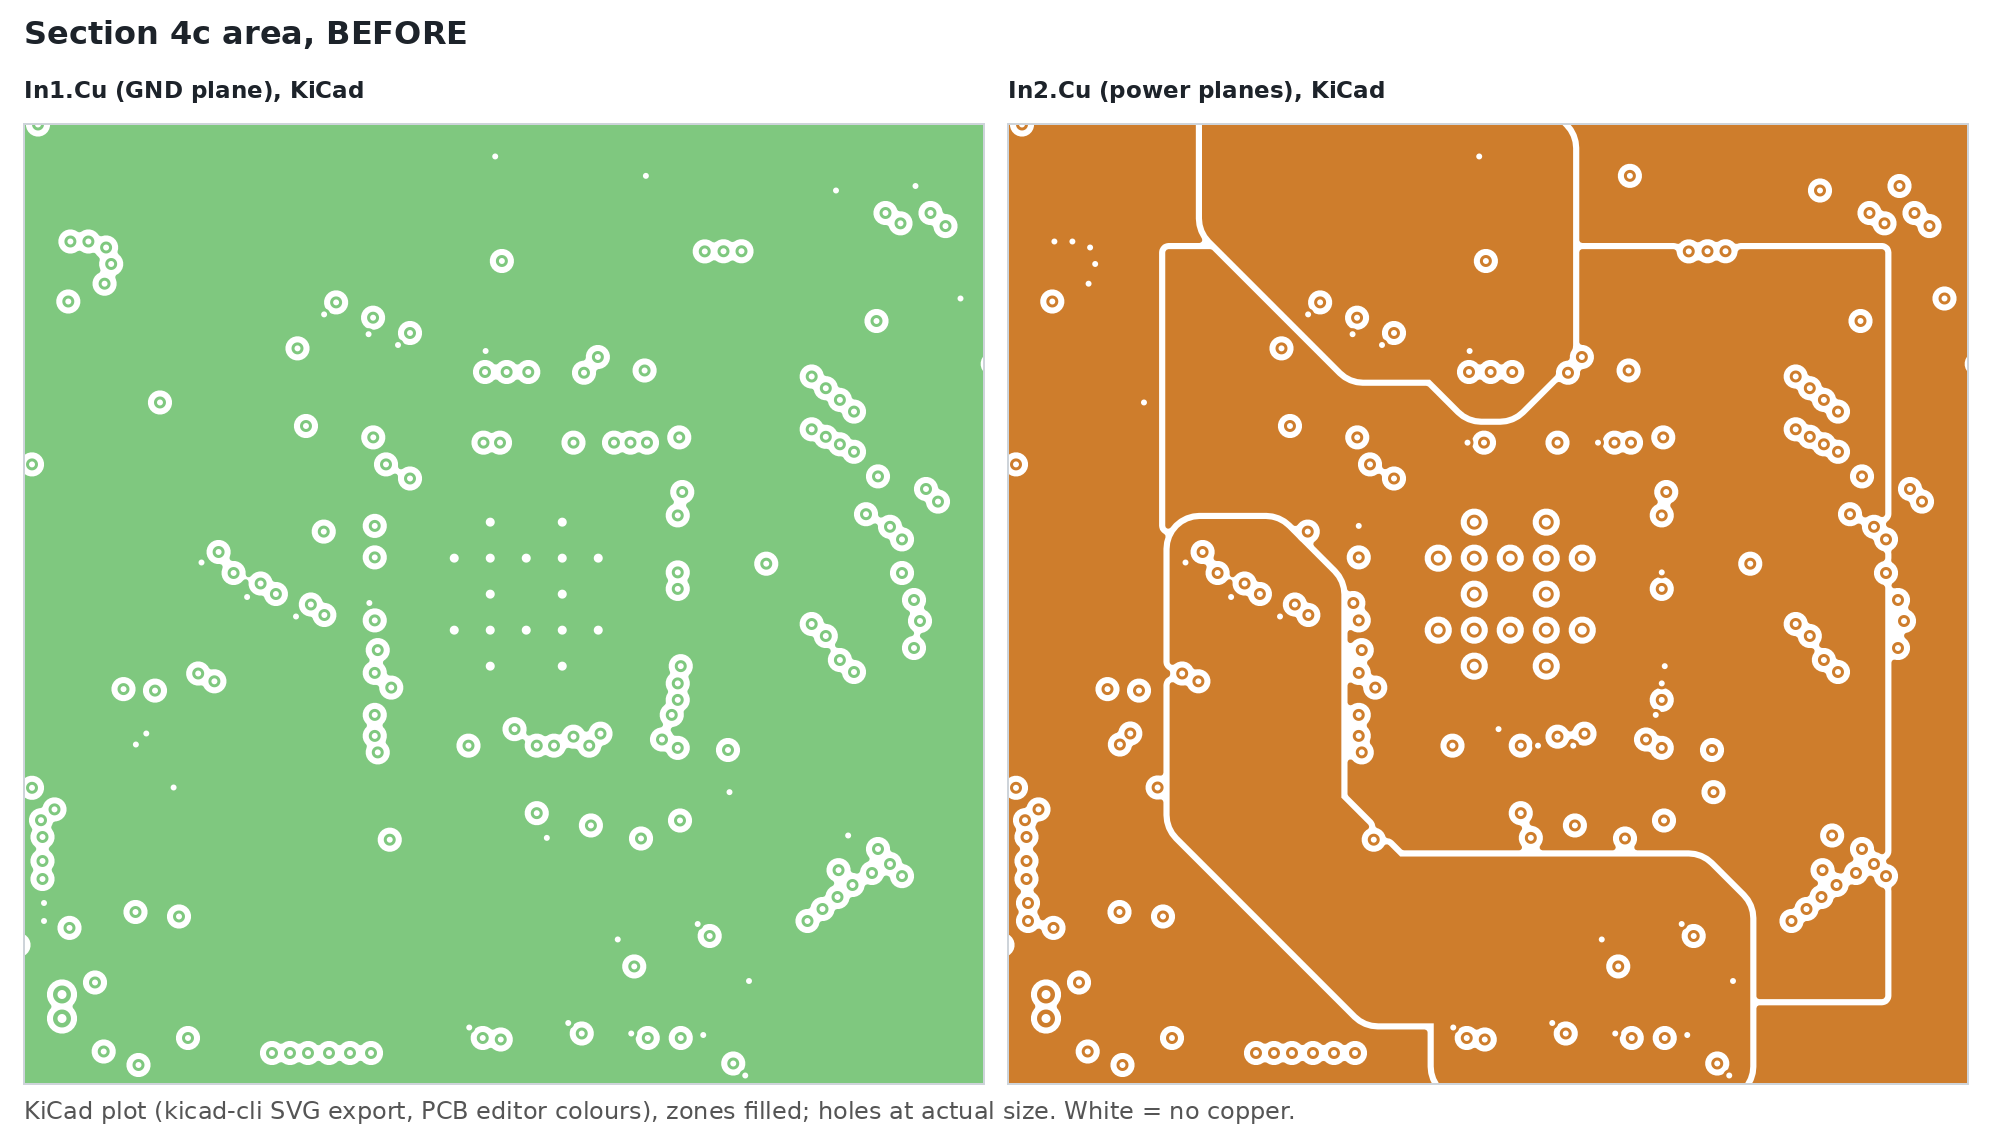 Section 4c area, BEFORE
In1.Cu (GND plane), KiCad
In2.Cu (power planes), KiCad
KiCad plot (kicad-cli SVG export, PCB editor colours), zones filled; holes at actual size. White = no copper.